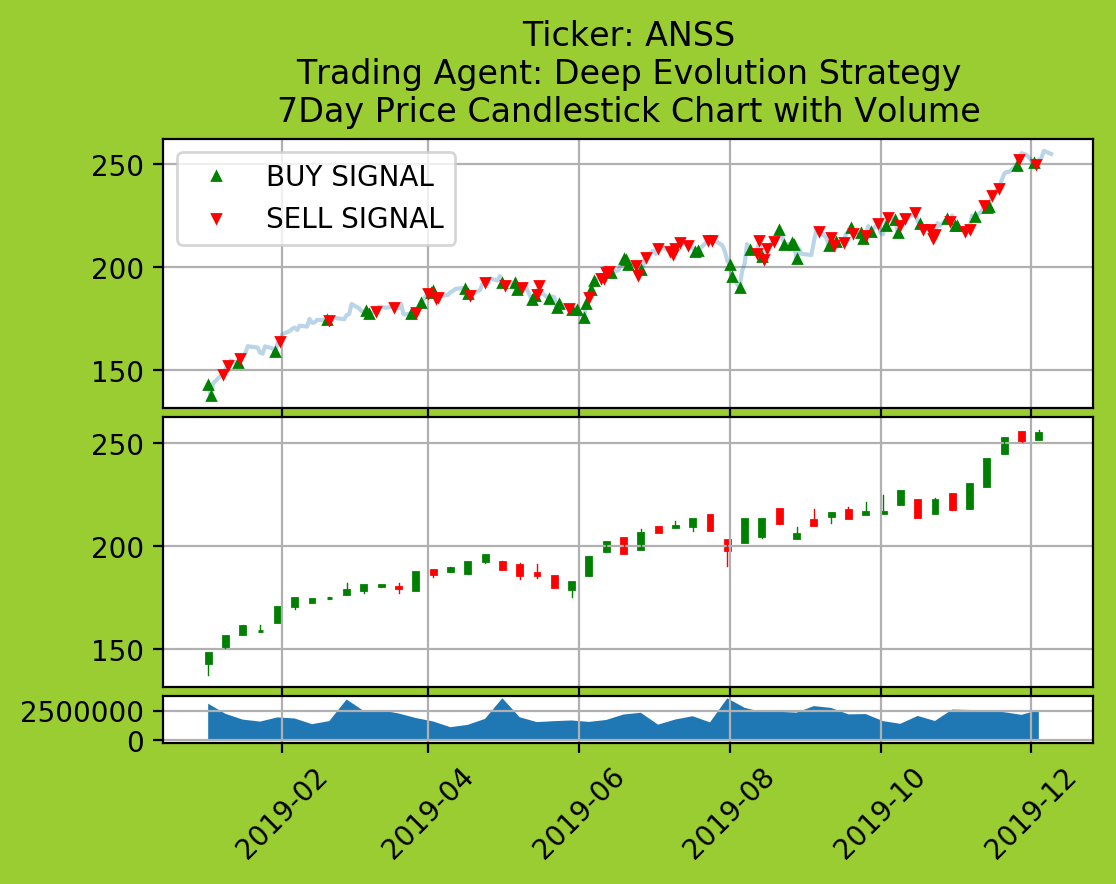 Ticker: ANSS
Trading Agent: Deep Evolution Strategy
7Day Price Candlestick Chart with Volume
BUY SIGNAL
SELL SIGNAL
250
200
150
250
200
150
2500000
0
2019-02
2019-04
2019-06
2019-08
2019-10
2019-12